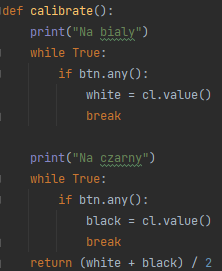 def calibrate():
    print("Na bialy")
    while True:
        if btn.any():
            white = cl.value()
            break

    print("Na czarny")
    while True:
        if btn.any():
            black = cl.value()
            break
    return (white + black) / 2